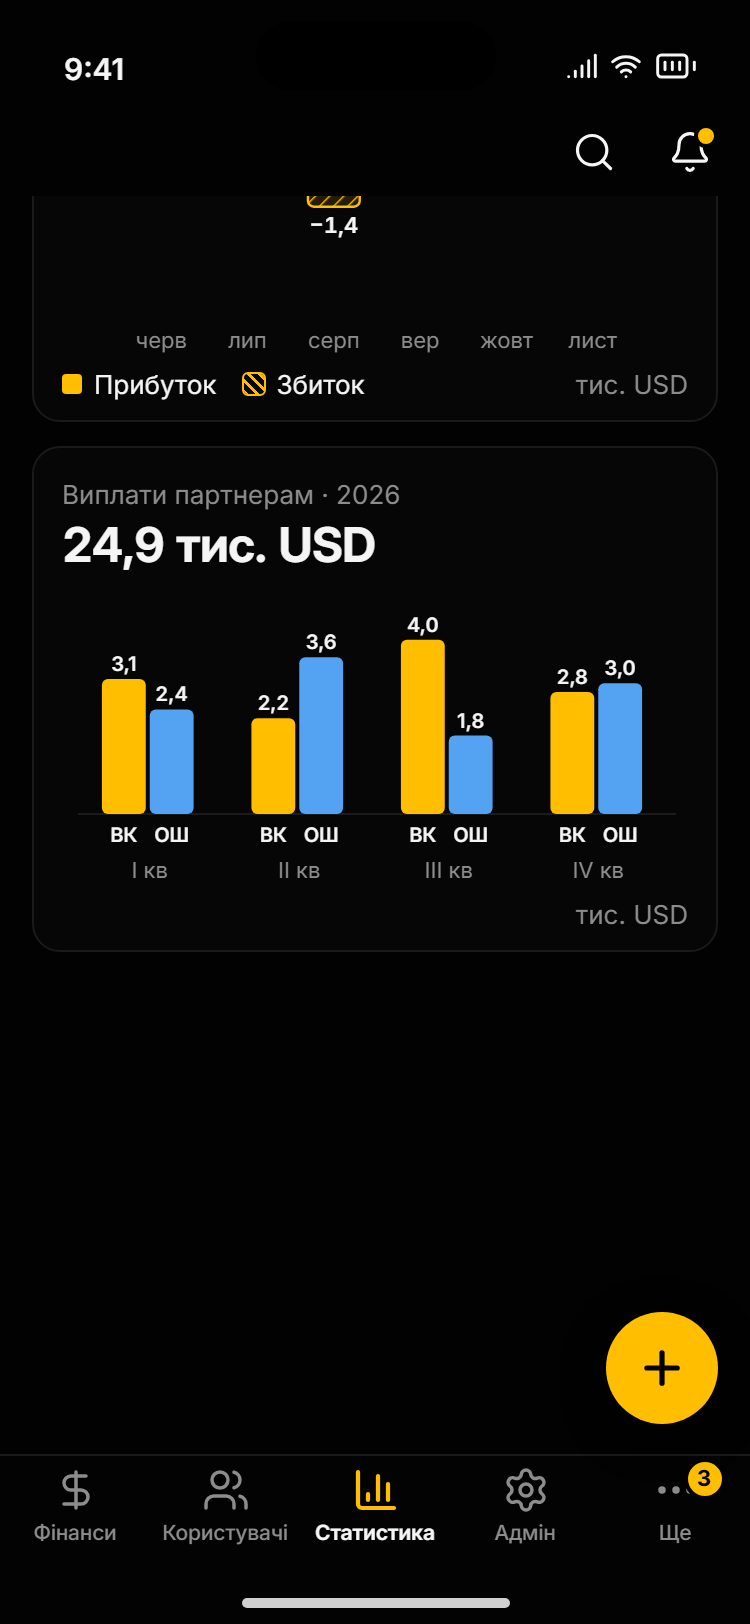 9:41
−1,4
черв лип серп вер жовт лист
Прибуток Збиток тис. USD
Виплати партнерам · 2026
24,9 тис. USD
3,1 2,4 2,2 3,6 4,0 1,8 2,8 3,0
ВК ОШ ВК ОШ ВК ОШ ВК ОШ
I кв II кв III кв IV кв
тис. USD
3
Фінанси Користувачі Статистика Адмін Ще